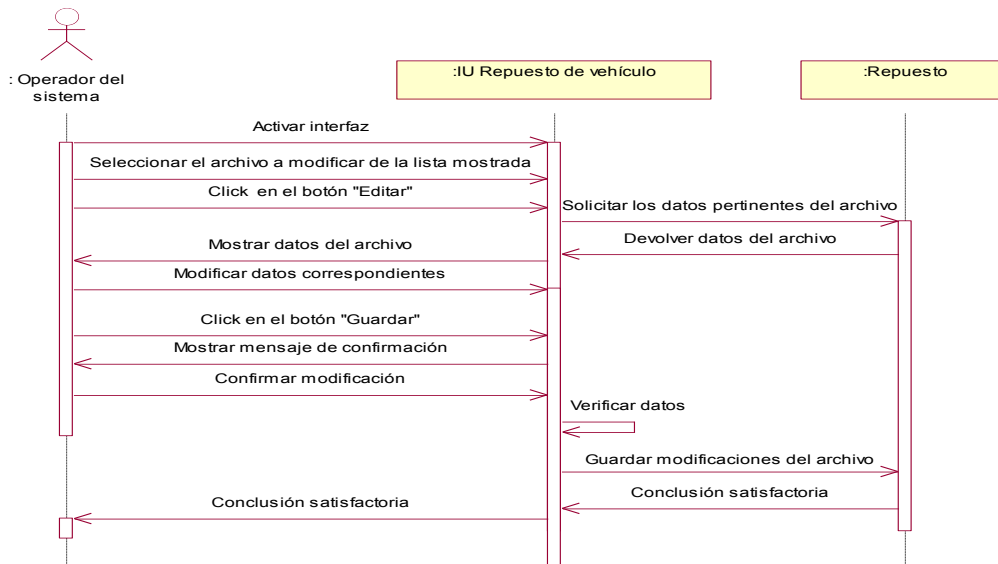 : Operador del
sistema
:IU Repuesto de vehículo
:Repuesto
Activar interfaz
Seleccionar el archivo a modificar de la lista mostrada
Click en el botón "Editar"
Solicitar los datos pertinentes del archivo
Devolver datos del archivo
Mostrar datos del archivo
Modificar datos correspondientes
Click en el botón "Guardar"
Mostrar mensaje de confirmación
Confirmar modificación
Verificar datos
Guardar modificaciones del archivo
Conclusión satisfactoria
Conclusión satisfactoria